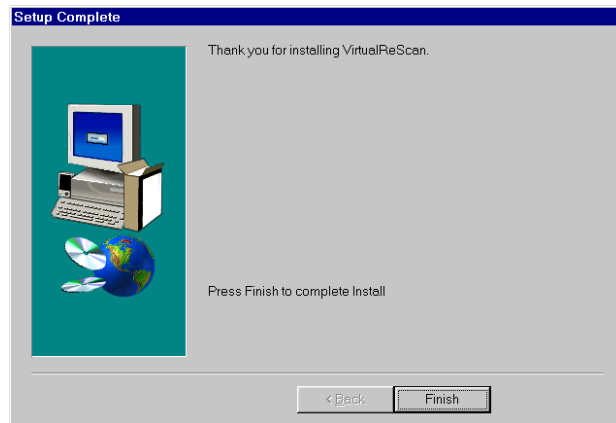 Setup Complete
Thank you for installing VirtualReScan.
Press Finish to complete Install
< Back
Finish